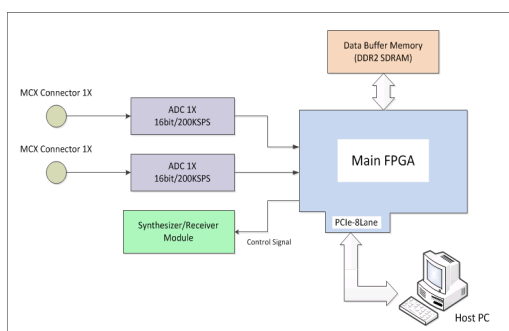 Data Buffer Memory
(DDR2 SDRAM)
MCX Connector 1X
ADC 1X
16bit/200KSPS
MCX Connector 1X
ADC 1X
16bit/200KSPS
Main FPGA
Synthesizer/Receiver
Module
Control Signal
PCIe-8Lane
Host PC